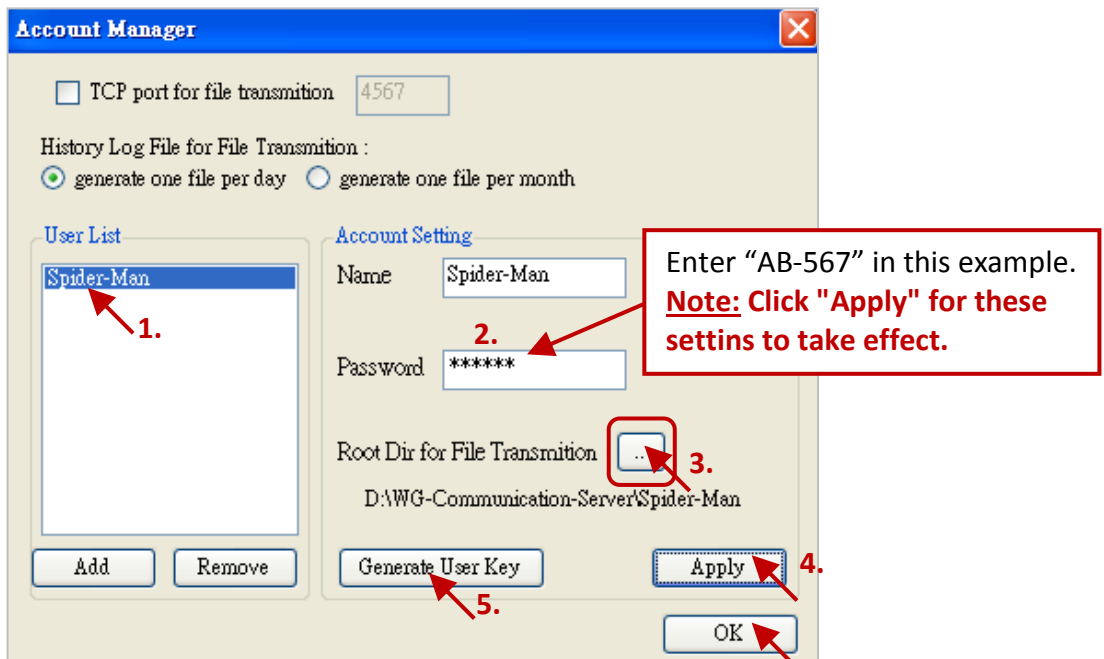 Account Manager
TCP port for file transmition 4567
History Log File for File Transmition :
generate one file per day generate one file per month
User List
Spider-Man
1.
Add Remove
Account Setting
Name Spider-Man
2.
Password ******
Enter “AB-567” in this example.
Note: Click "Apply" for these
settins to take effect.
Root Dir for File Transmition .. 3.
D:\WG-Communication-Server\Spider-Man
Generate User Key Apply 4.
5.
OK